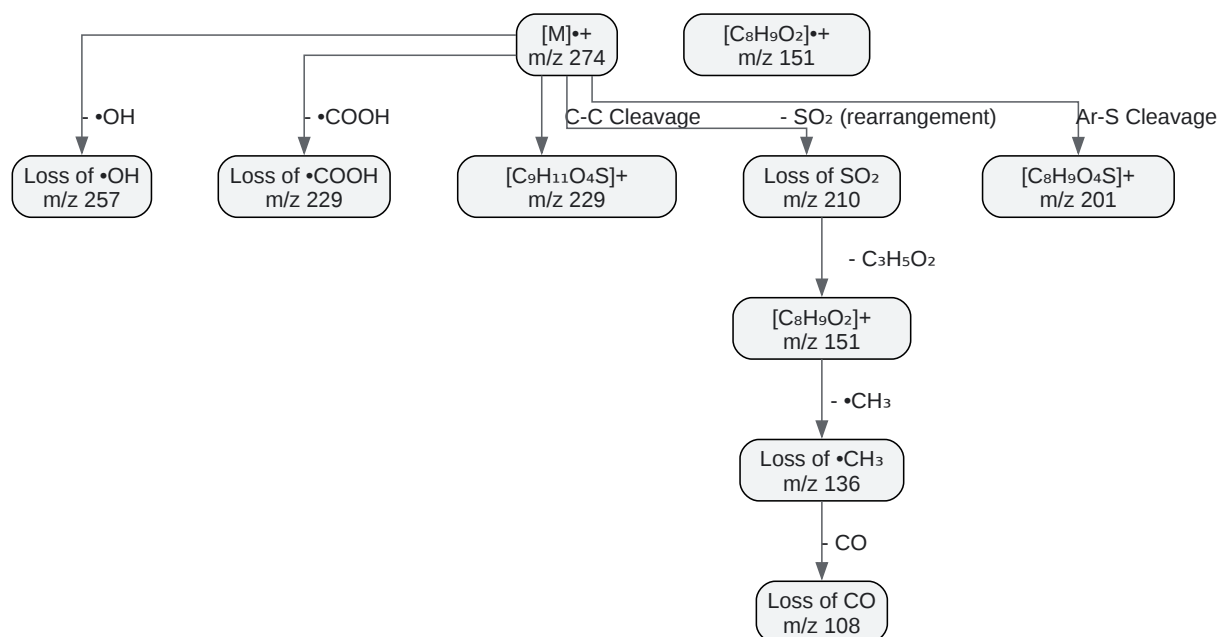 [M]•+
m/z 274
[C₈H₉O₂]•+
m/z 151
- •OH
- •COOH
C-C Cleavage
- SO₂ (rearrangement)
Ar-S Cleavage
Loss of •OH
m/z 257
Loss of •COOH
m/z 229
[C₉H₁₁O₄S]+
m/z 229
Loss of SO₂
m/z 210
[C₈H₉O₄S]+
m/z 201
- C₃H₅O₂
[C₈H₉O₂]+
m/z 151
- •CH₃
Loss of •CH₃
m/z 136
- CO
Loss of CO
m/z 108